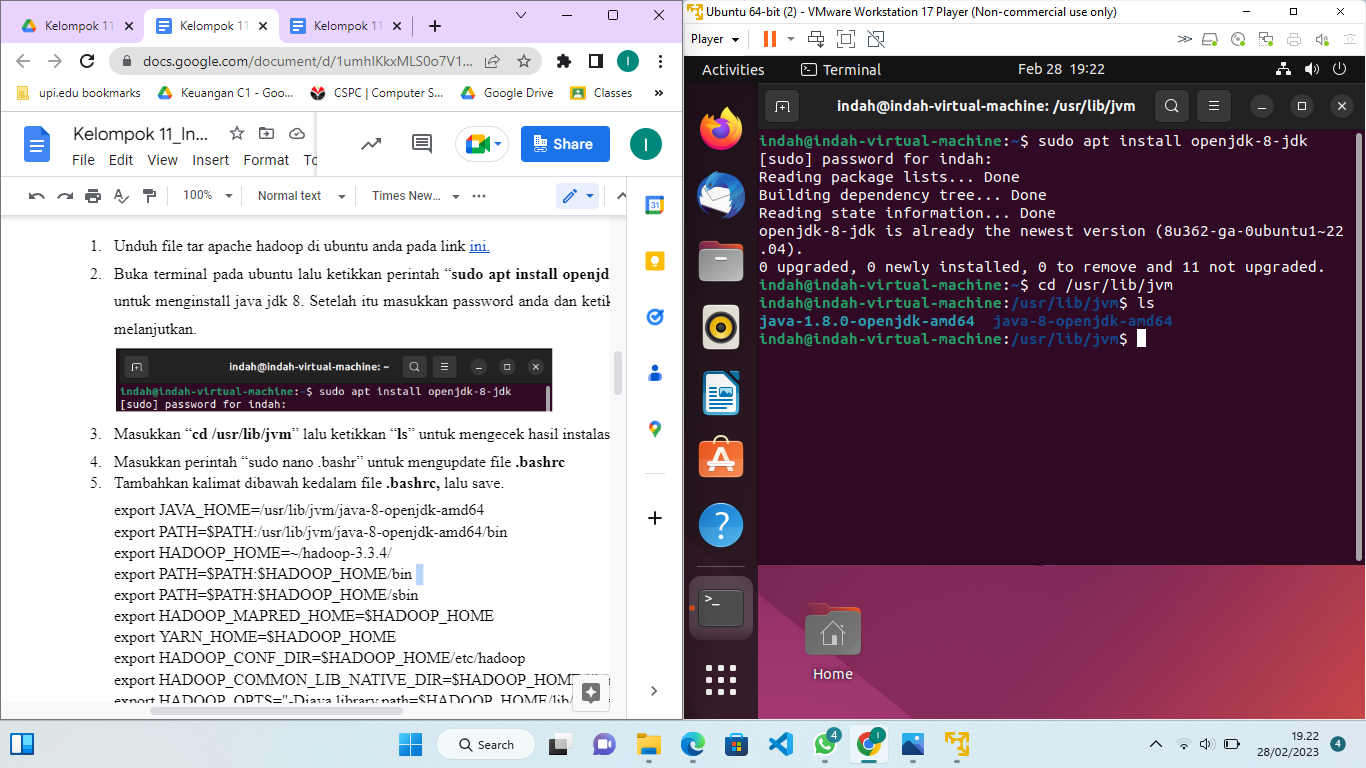 Kelompok 11
Kelompok 11
Kelompok 11
docs.google.com/document/d/1umhIKkxMLS0o7V1...
I
upi.edu bookmarks
Keuangan C1 - Goo...
CSPC | Computer S...
Google Drive
Classes
»
Kelompok 11_In...
File Edit View Insert Format To
Share
I
100%
Normal text
Times New...
31
1. Unduh file tar apache hadoop di ubuntu anda pada link ini.
2. Buka terminal pada ubuntu lalu ketikkan perintah “sudo apt install openjd
untuk menginstall java jdk 8. Setelah itu masukkan password anda dan ketik
melanjutkan.
indah@indah-virtual-machine: ~
indah@indah-virtual-machine:~$ sudo apt install openjdk-8-jdk
[sudo] password for indah:
3. Masukkan “cd /usr/lib/jvm” lalu ketikkan “ls” untuk mengecek hasil instalas
4. Masukkan perintah “sudo nano .bashr” untuk mengupdate file .bashrc
5. Tambahkan kalimat dibawah kedalam file .bashrc, lalu save.
export JAVA_HOME=/usr/lib/jvm/java-8-openjdk-amd64
export PATH=$PATH:/usr/lib/jvm/java-8-openjdk-amd64/bin
export HADOOP_HOME=~/hadoop-3.3.4/
export PATH=$PATH:$HADOOP_HOME/bin
export PATH=$PATH:$HADOOP_HOME/sbin
export HADOOP_MAPRED_HOME=$HADOOP_HOME
export YARN_HOME=$HADOOP_HOME
export HADOOP_CONF_DIR=$HADOOP_HOME/etc/hadoop
export HADOOP_COMMON_LIB_NATIVE_DIR=$HADOOP_HOME
export HADOOP_OPTS="-Djava.library.path=$HADOOP_HOME/lib/
Ubuntu 64-bit (2) - VMware Workstation 17 Player (Non-commercial use only)
Player
Activities
Terminal
Feb 28 19:22
indah@indah-virtual-machine: /usr/lib/jvm
indah@indah-virtual-machine:~$ sudo apt install openjdk-8-jdk
[sudo] password for indah:
Reading package lists... Done
Building dependency tree... Done
Reading state information... Done
openjdk-8-jdk is already the newest version (8u362-ga-0ubuntu1~22
.04).
0 upgraded, 0 newly installed, 0 to remove and 11 not upgraded.
indah@indah-virtual-machine:~$ cd /usr/lib/jvm
indah@indah-virtual-machine:/usr/lib/jvm$ ls
java-1.8.0-openjdk-amd64 java-8-openjdk-amd64
indah@indah-virtual-machine:/usr/lib/jvm$
Home
Search
4
I
19.22
28/02/2023
4